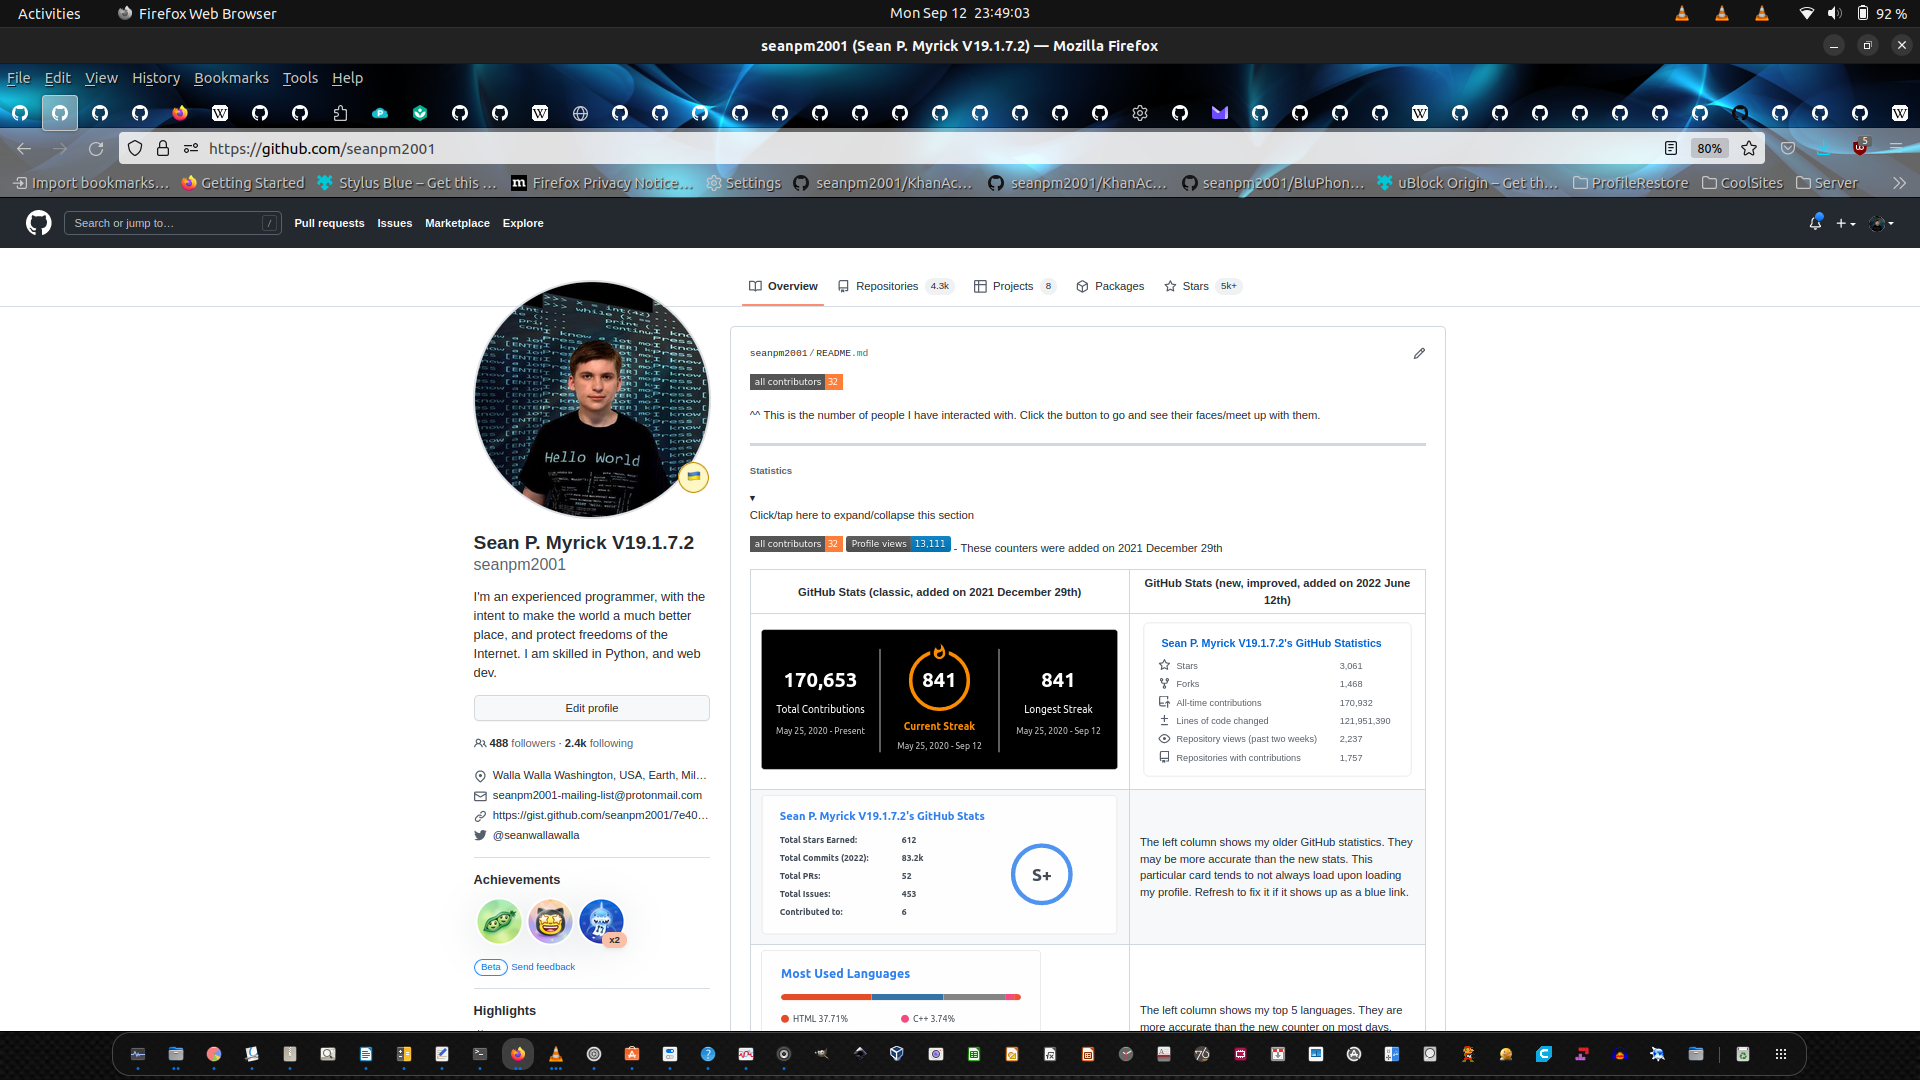 Activities
Firefox Web Browser
Mon Sep 12 23:49:03
92 %
seanpm2001 (Sean P. Myrick V19.1.7.2) — Mozilla Firefox
File Edit View History Bookmarks Tools Help
https://github.com/seanpm2001
80%
5
Import bookmarks…
Getting Started
Stylus Blue – Get this …
Firefox Privacy Notice…
Settings
seanpm2001/KhanAc…
seanpm2001/KhanAc…
seanpm2001/BluPhon…
uBlock Origin – Get th…
ProfileRestore
CoolSites
Server
Search or jump to…
/
Pull requests
Issues
Marketplace
Explore
Overview
Repositories 4.3k
Projects 8
Packages
Stars 5k+
Hello World
Sean P. Myrick V19.1.7.2
seanpm2001
I'm an experienced programmer, with the
intent to make the world a much better
place, and protect freedoms of the
Internet. I am skilled in Python, and web
dev.
Edit profile
488 followers · 2.4k following
Walla Walla Washington, USA, Earth, Mil…
seanpm2001-mailing-list@protonmail.com
https://gist.github.com/seanpm2001/7e40…
@seanwallawalla
Achievements
x2
Beta Send feedback
Highlights
seanpm2001/README.md
all contributors 32
^^ This is the number of people I have interacted with. Click the button to go and see their faces/meet up with them.
Statistics
▾
Click/tap here to expand/collapse this section
all contributors 32 Profile views 13,111 - These counters were added on 2021 December 29th
GitHub Stats (classic, added on 2021 December 29th)
GitHub Stats (new, improved, added on 2022 June
12th)
170,653
Total Contributions
May 25, 2020 - Present
841
Current Streak
May 25, 2020 - Sep 12
841
Longest Streak
May 25, 2020 - Sep 12
Sean P. Myrick V19.1.7.2's GitHub Statistics
Stars 3,061
Forks 1,468
All-time contributions 170,932
Lines of code changed 121,951,390
Repository views (past two weeks) 2,237
Repositories with contributions 1,757
Sean P. Myrick V19.1.7.2's GitHub Stats
Total Stars Earned: 612
Total Commits (2022): 83.2k
Total PRs: 52
Total Issues: 453
Contributed to: 6
S+
The left column shows my older GitHub statistics. They
may be more accurate than the new stats. This
particular card tends to not always load upon loading
my profile. Refresh to fix it if it shows up as a blue link.
Most Used Languages
HTML 37.71%
C++ 3.74%
The left column shows my top 5 languages. They are
more accurate than the new counter on most days.